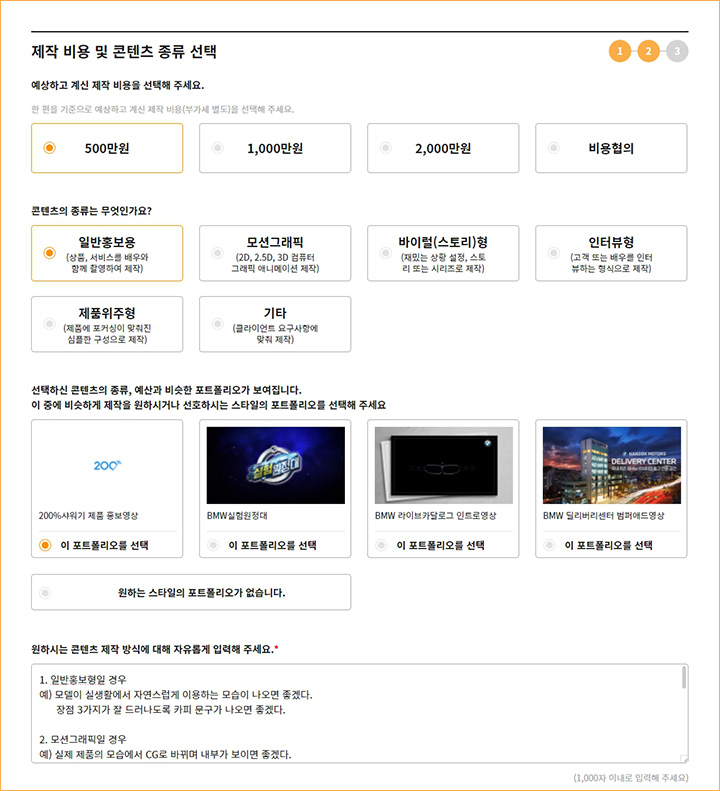 제작 비용 및 콘텐츠 종류 선택
1 2 3
예상하고 계신 제작 비용을 선택해 주세요.
한 편을 기준으로 예상하고 계신 제작 비용(부가세 별도)을 선택해 주세요.
500만원
1,000만원
2,000만원
비용협의
콘텐츠의 종류는 무엇인가요?
일반홍보용
(상품, 서비스를 배우와
함께 촬영하여 제작)
모션그래픽
(2D, 2.5D, 3D 컴퓨터
그래픽 애니메이션 제작)
바이럴(스토리)형
(재밌는 상황 설정, 스토
리 또는 시리즈로 제작)
인터뷰형
(고객 또는 배우를 인터
뷰하는 형식으로 제작)
제품위주형
(제품에 포커싱이 맞춰진
심플한 구성으로 제작)
기타
(클라이언트 요구사항에
맞춰 제작)
선택하신 콘텐츠의 종류, 예산과 비슷한 포트폴리오가 보여집니다.
이 중에 비슷하게 제작을 원하시거나 선호하시는 스타일의 포트폴리오를 선택해 주세요
200%
200%샤워기 제품 홍보영상
이 포트폴리오를 선택
실험원정대
BMW실험원정대
이 포트폴리오를 선택
BMW 라이브카달로그 인트로영상
이 포트폴리오를 선택
HANDOK MOTORS
DELIVERY CENTER
BMW 딜리버리센터 범퍼애드영상
이 포트폴리오를 선택
원하는 스타일의 포트폴리오가 없습니다.
원하시는 콘텐츠 제작 방식에 대해 자유롭게 입력해 주세요.*
1. 일반홍보형일 경우
예) 모델이 실생활에서 자연스럽게 이용하는 모습이 나오면 좋겠다.
장점 3가지가 잘 드러나도록 카피 문구가 나오면 좋겠다.
2. 모션그래픽일 경우
예) 실제 제품의 모습에서 CG로 바뀌며 내부가 보이면 좋겠다.
(1,000자 이내로 입력해 주세요)